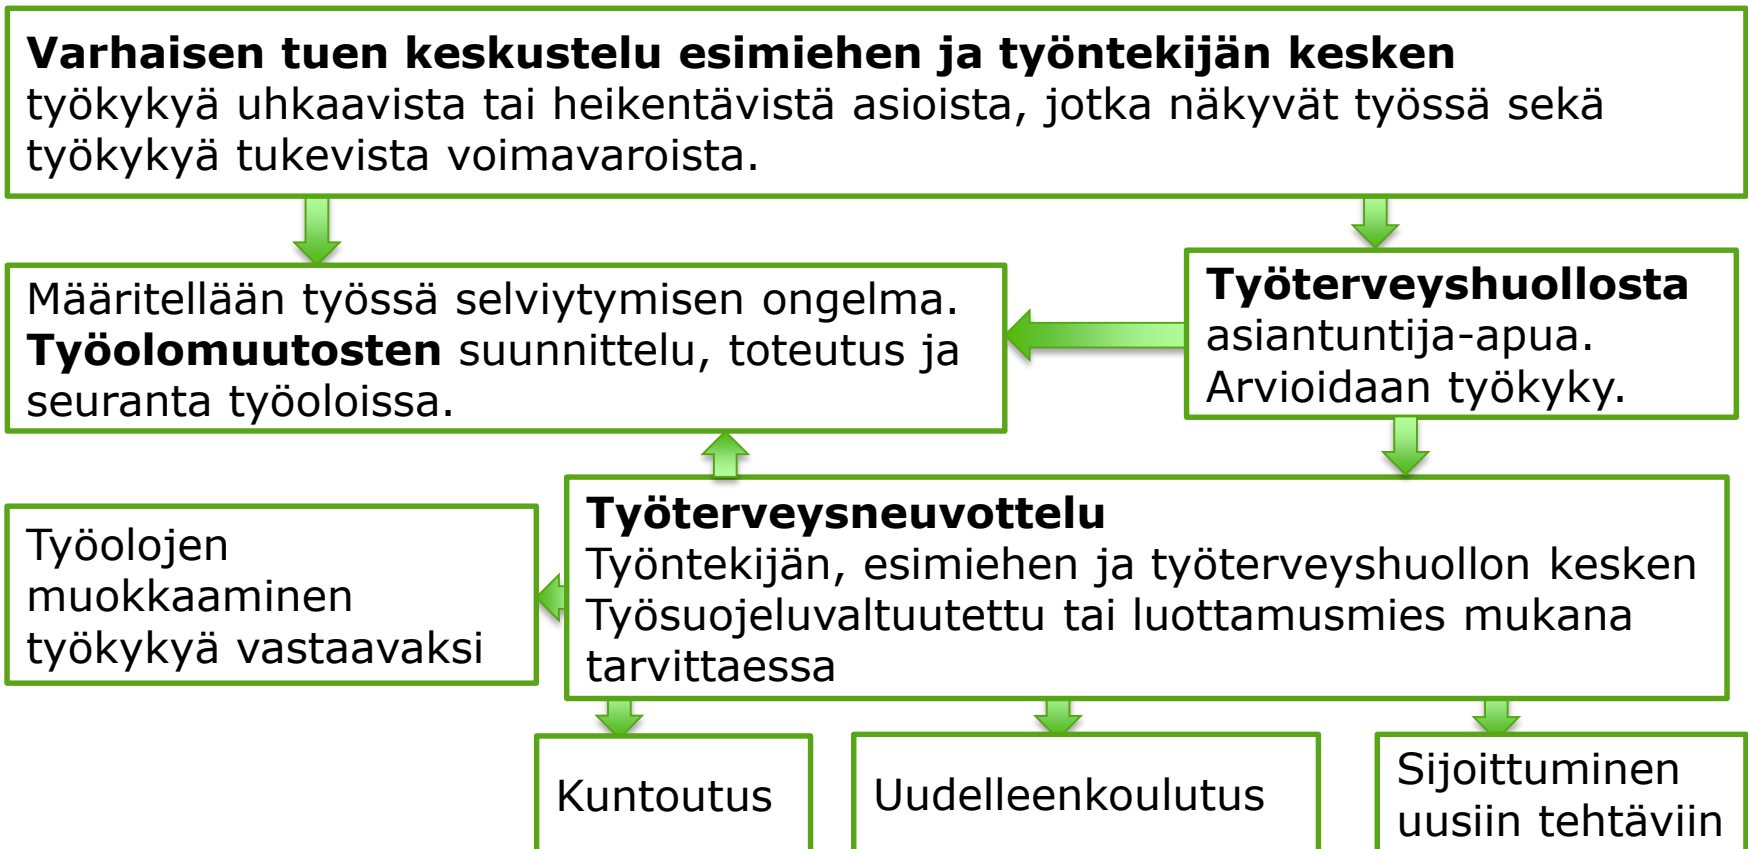 Varhaisen tuen keskustelu esimiehen ja työntekijän kesken
työkykyä uhkaavista tai heikentävistä asioista, jotka näkyvät työssä sekä
työkykyä tukevista voimavaroista.
Määritellään työssä selviytymisen ongelma.
Työolomuutosten suunnittelu, toteutus ja
seuranta työoloissa.
Työterveyshuollosta
asiantuntija-apua.
Arvioidaan työkyky.
Työterveysneuvottelu
Työntekijän, esimiehen ja työterveyshuollon kesken
Työsuojeluvaltuutettu tai luottamusmies mukana
tarvittaessa
Työolojen
muokkaaminen
työkykyä vastaavaksi
Kuntoutus
Uudelleenkoulutus
Sijoittuminen
uusiin tehtäviin